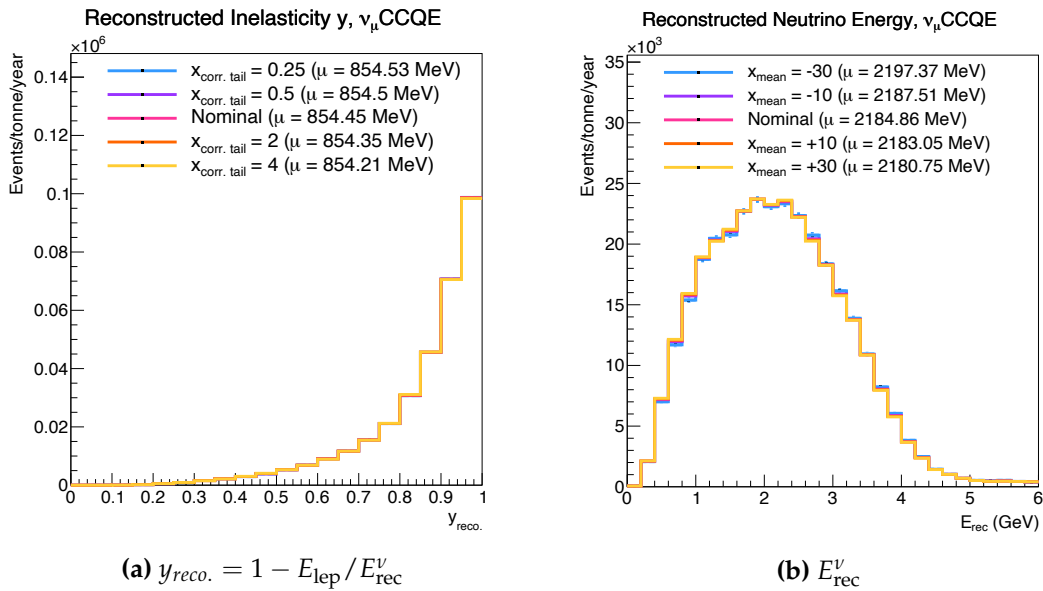 Reconstructed Inelasticity y, ν_μCCQE
×10⁶
Events/tonne/year
0.14
0.12
0.1
0.08
0.06
0.04
0.02
0
x_corr. tail = 0.25 (μ = 854.53 MeV)
x_corr. tail = 0.5 (μ = 854.5 MeV)
Nominal (μ = 854.45 MeV)
x_corr. tail = 2 (μ = 854.35 MeV)
x_corr. tail = 4 (μ = 854.21 MeV)
0 0.1 0.2 0.3 0.4 0.5 0.6 0.7 0.8 0.9 1
y_reco.
(a) y_reco. = 1 − E_lep/E^ν_rec
Reconstructed Neutrino Energy, ν_μCCQE
×10³
Events/tonne/year
35
30
25
20
15
10
5
0
x_mean = -30 (μ = 2197.37 MeV)
x_mean = -10 (μ = 2187.51 MeV)
Nominal (μ = 2184.86 MeV)
x_mean = +10 (μ = 2183.05 MeV)
x_mean = +30 (μ = 2180.75 MeV)
0 1 2 3 4 5 6
E_rec (GeV)
(b) E^ν_rec